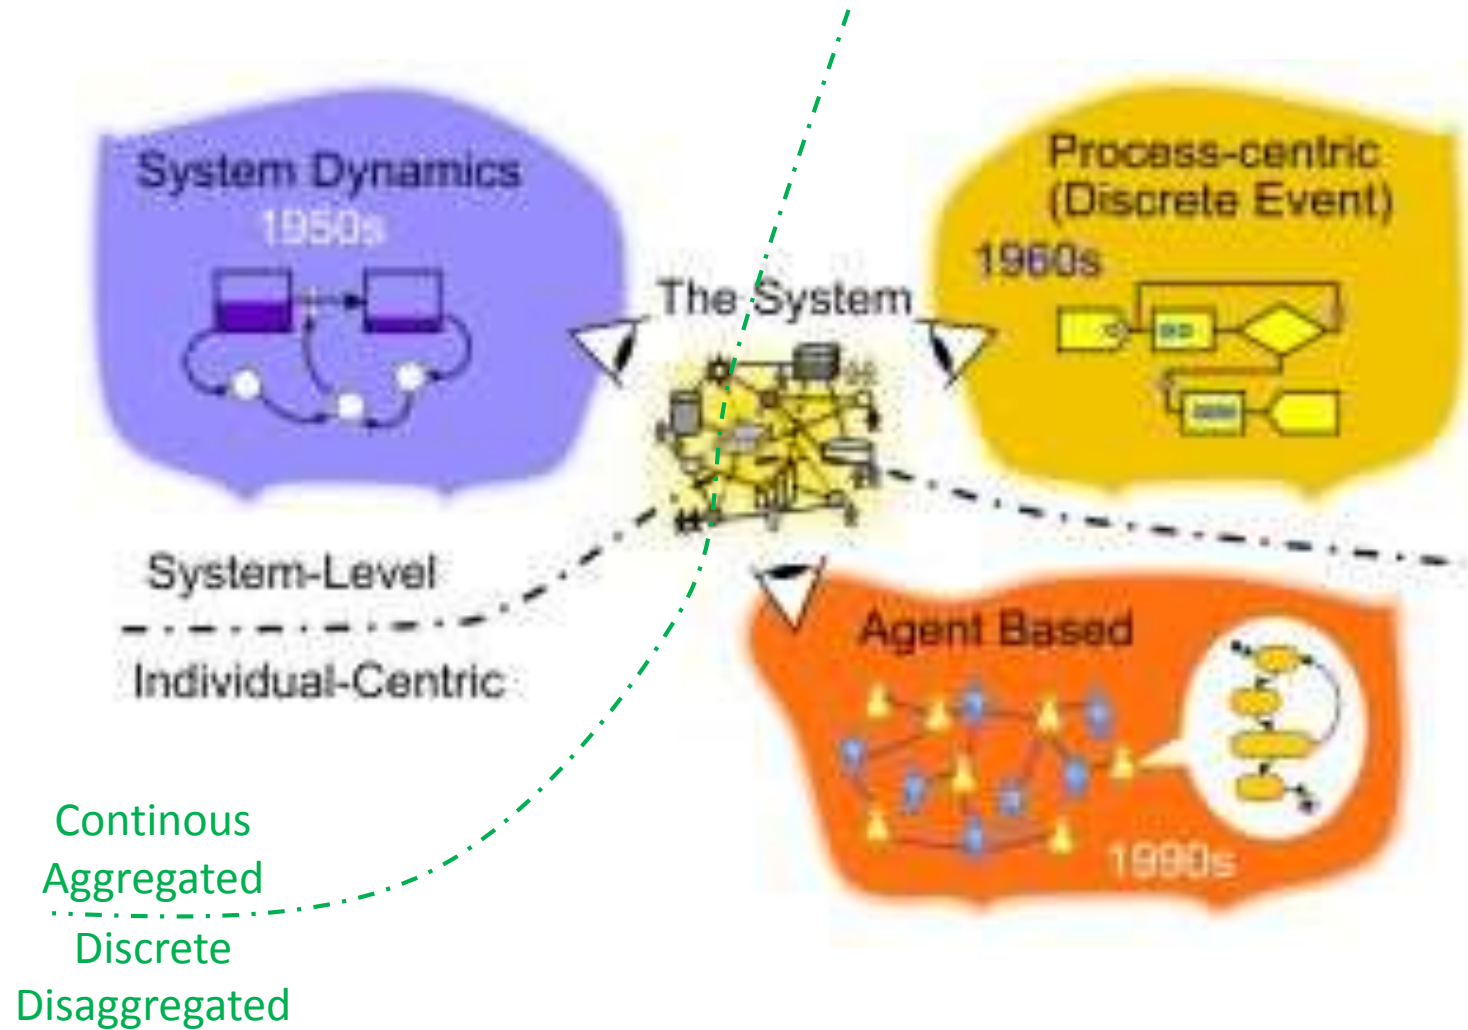 System Dynamics
1950s
Process-centric
(Discrete Event)
1960s
The System
System-Level
Individual-Centric
Agent Based
1990s
Continous
Aggregated
Discrete
Disaggregated